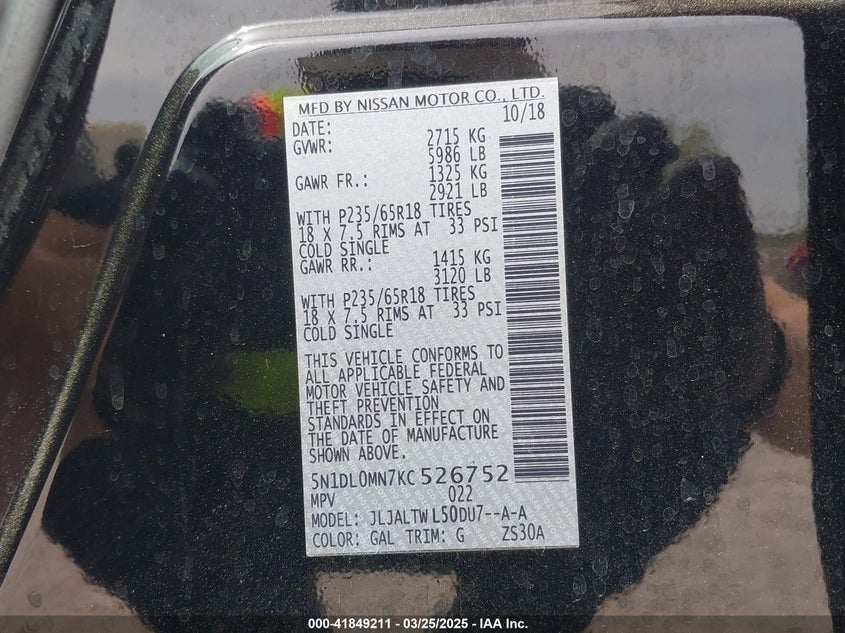 MFD BY NISSAN MOTOR CO., LTD.
DATE: 10/18
GVWR: 2715 KG
5986 LB
GAWR FR.: 1325 KG
2921 LB
WITH P235/65R18 TIRES
18 X 7.5 RIMS AT 33 PSI
COLD SINGLE
GAWR RR.: 1415 KG
3120 LB
WITH P235/65R18 TIRES
18 X 7.5 RIMS AT 33 PSI
COLD SINGLE
THIS VEHICLE CONFORMS TO
ALL APPLICABLE FEDERAL
MOTOR VEHICLE SAFETY AND
THEFT PREVENTION
STANDARDS IN EFFECT ON
THE DATE OF MANUFACTURE
SHOWN ABOVE.
5N1DL0MN7KC526752
MPV 022
MODEL: JLJALTWL50DU7--A-A
COLOR: GAL TRIM: G ZS30A
000-41849211 - 03/25/2025 - IAA Inc.